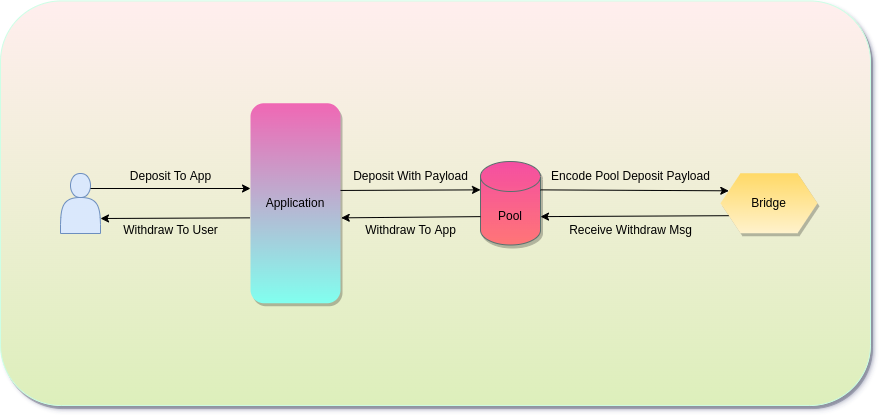 Deposit To App
Deposit With Payload
Encode Pool Deposit Payload
Application
Pool
Bridge
Withdraw To User
Withdraw To App
Receive Withdraw Msg